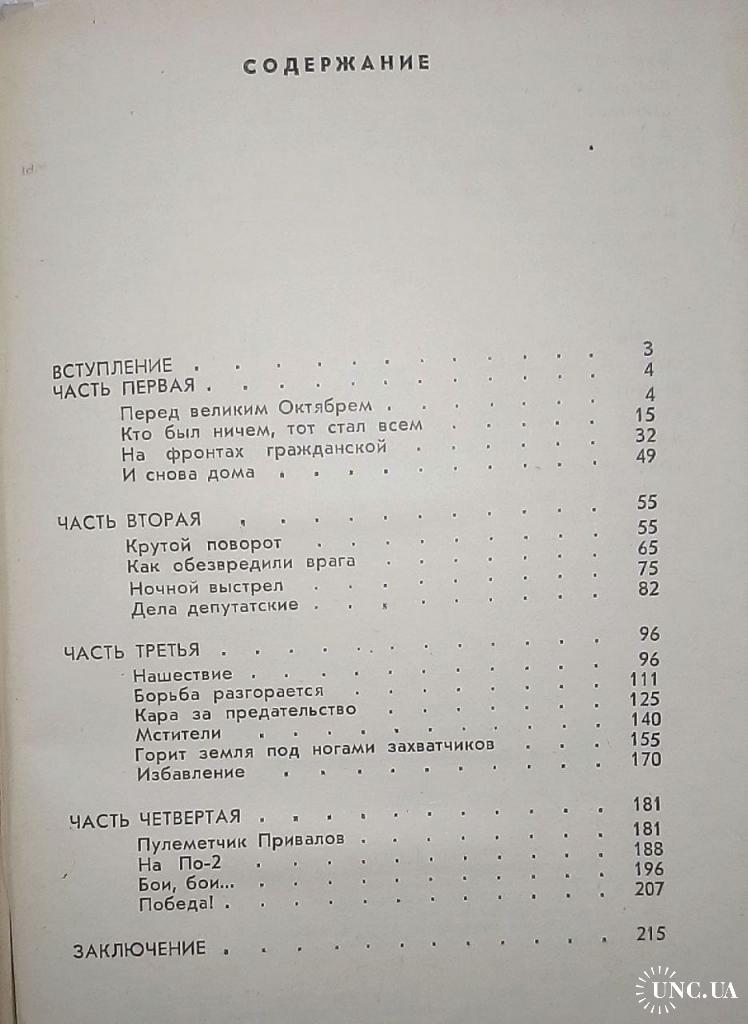 СОДЕРЖАНИЕ
ВСТУПЛЕНИЕ . . . . . . . . . . . 3
ЧАСТЬ ПЕРВАЯ . . . . . . . . . . . 4
Перед великим Октябрем . . . . . . 4
Кто был ничем, тот стал всем . . . . . 15
На фронтах гражданской . . . . . 32
И снова дома . . . . . . . . . 49
ЧАСТЬ ВТОРАЯ . . . . . . . . . . 55
Крутой поворот . . . . . . . . 55
Как обезвредили врага . . . . . . 65
Ночной выстрел . . . . . . . . 75
Дела депутатские . . . . . . . . 82
ЧАСТЬ ТРЕТЬЯ . . . . . . . . . . . 96
Нашествие . . . . . . . . . . 96
Борьба разгорается . . . . . . . 111
Кара за предательство . . . . . . 125
Мстители . . . . . . . . . . 140
Горит земля под ногами захватчиков . . . 155
Избавление . . . . . . . . . 170
ЧАСТЬ ЧЕТВЕРТАЯ . . . . . . . . . . 181
Пулеметчик Привалов . . . . . . . 181
На По-2 . . . . . . . . . . 188
Бои, бои... . . . . . . . . . . 196
Победа! . . . . . . . . . . . 207
ЗАКЛЮЧЕНИЕ . . . . . . . . . . . 215
UNC.UA